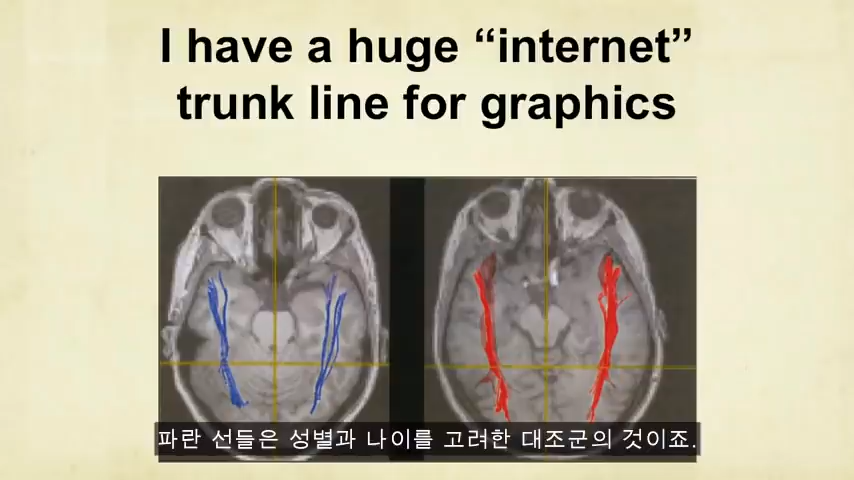 I have a huge “internet”
trunk line for graphics
파란 선들은 성별과 나이를 고려한 대조군의 것이죠.